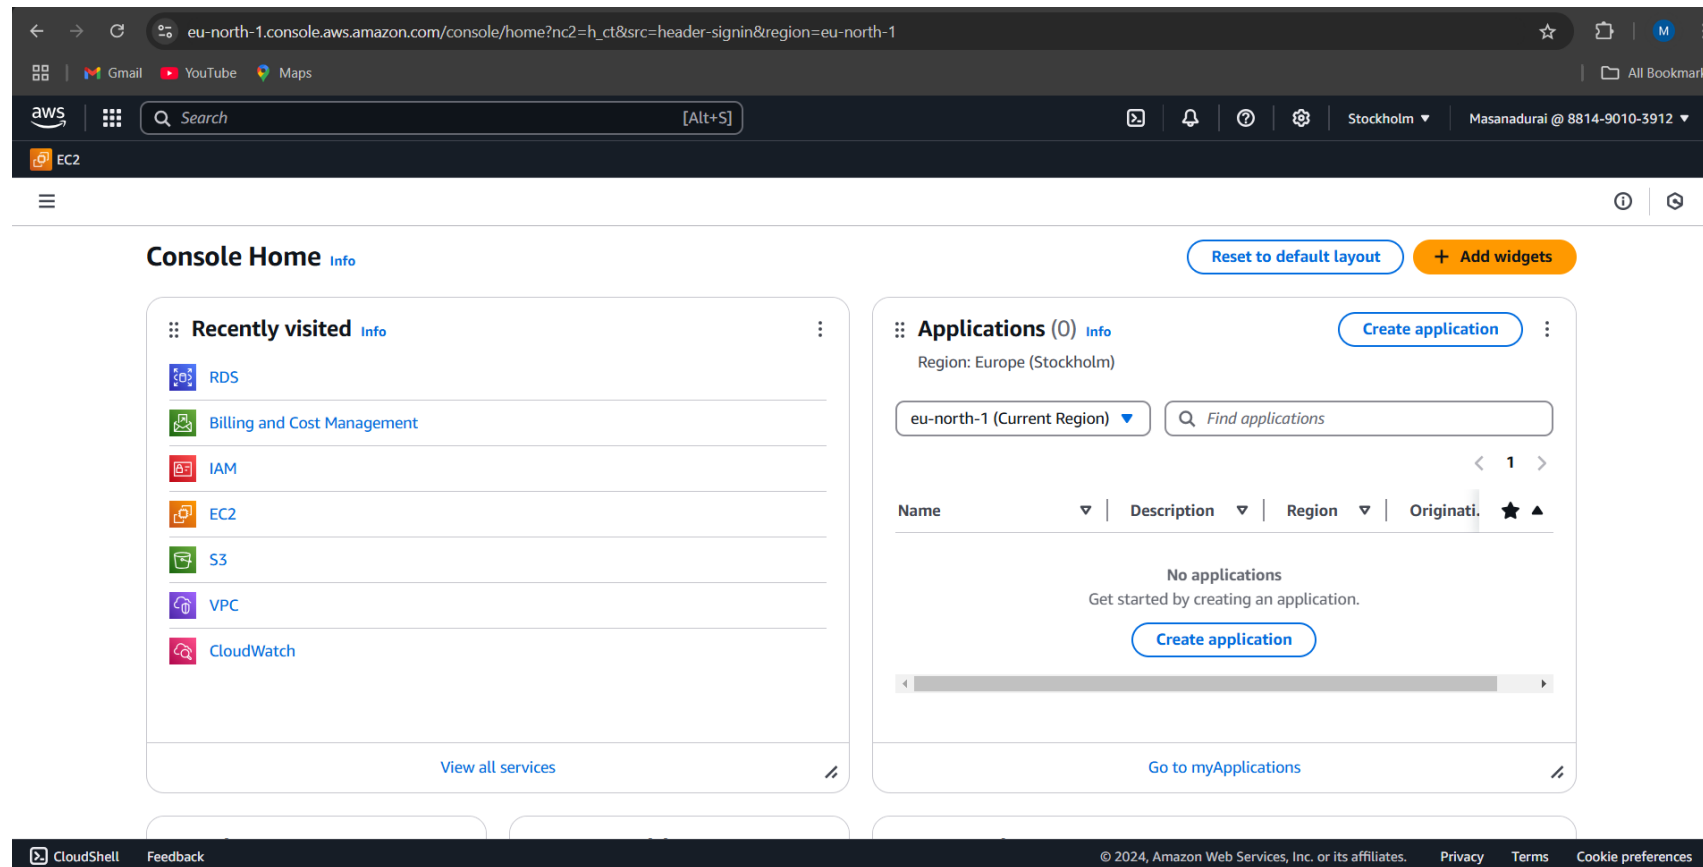 eu-north-1.console.aws.amazon.com/console/home?nc2=h_ct&src=header-signin&region=eu-north-1
M
Gmail
YouTube
Maps
All Bookmar
aws
Search
[Alt+S]
Stockholm
Masanadurai @ 8814-9010-3912
EC2
Console Home Info
Reset to default layout
+ Add widgets
Recently visited Info
RDS
Billing and Cost Management
IAM
EC2
S3
VPC
CloudWatch
View all services
Applications (0) Info
Create application
Region: Europe (Stockholm)
eu-north-1 (Current Region)
Find applications
1
Name
Description
Region
Originati.
No applications
Get started by creating an application.
Create application
Go to myApplications
CloudShell
Feedback
© 2024, Amazon Web Services, Inc. or its affiliates.
Privacy
Terms
Cookie preferences